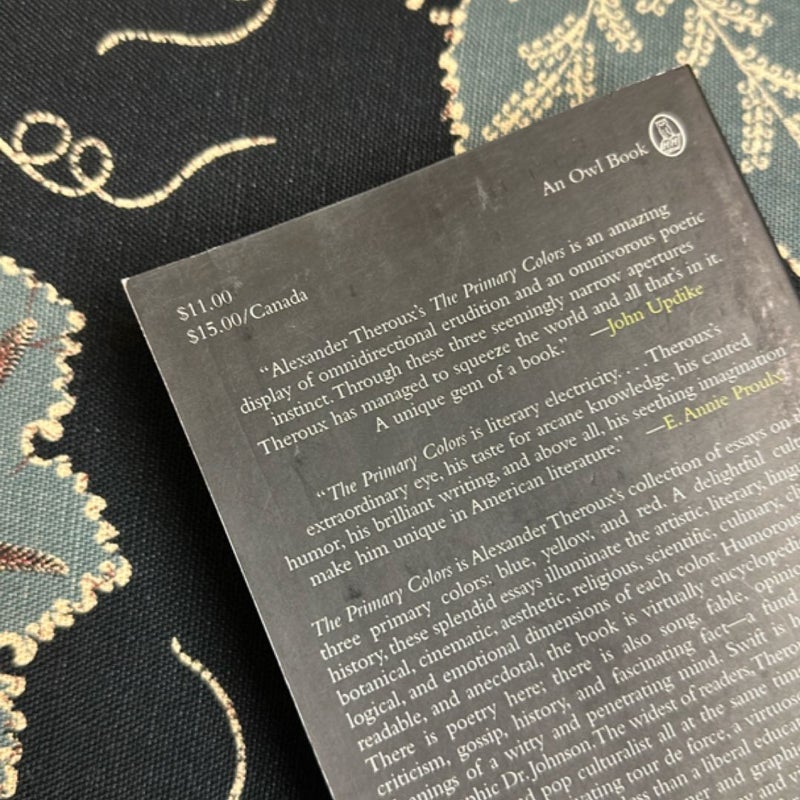 An Owl Book
$11.00
$15.00/Canada
“Alexander Theroux’s The Primary Colors is an amazing
display of omnidirectional erudition and an omnivorous poetic
instinct. Through these three seemingly narrow apertures
Theroux has managed to squeeze the world and all that’s in it.
A unique gem of a book.” —John Updike
“The Primary Colors is literary electricity. . . . Theroux’s
extraordinary eye, his taste for arcane knowledge, his canted
humor, his brilliant writing, and above all, his seething imagination
make him unique in American literature.” —E. Annie Proulx
The Primary Colors is Alexander Theroux’s collection of essays on
three primary colors: blue, yellow, and red. A delightful
history, these splendid essays illuminate the artistic, literary,
botanical, cinematic, aesthetic, religious, scientific, culinary,
logical, and emotional dimensions of each color. Humorous
readable, and anecdotal, the book is virtually
There is poetry here; there is also song, fable,
criticism, gossip, history, and fascinating fact—a fund
of a witty and penetrating mind. Swift is
Dr. Johnson. The widest of readers,
pop culturalist all at the same
tour de force, a
than a liberal
and